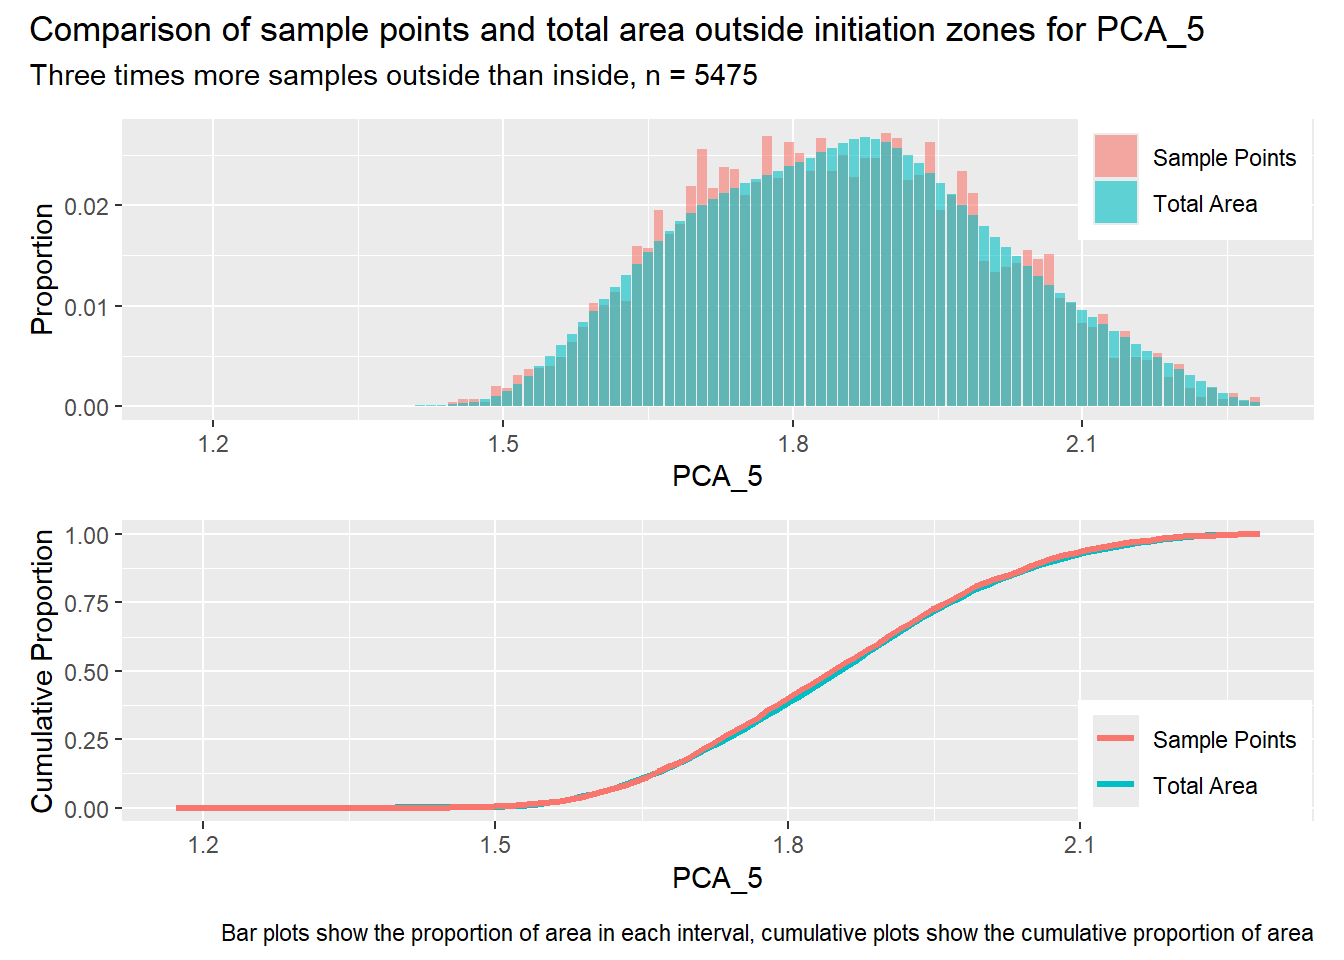 Comparison of sample points and total area outside initiation zones for PCA_5
Three times more samples outside than inside, n = 5475
Sample Points
Total Area
Proportion
0.02
0.01
0.00
1.2 1.5 1.8 2.1
PCA_5
Cumulative Proportion
1.00
0.75
0.50
0.25
0.00
Sample Points
Total Area
1.2 1.5 1.8 2.1
PCA_5
Bar plots show the proportion of area in each interval, cumulative plots show the cumulative proportion of area